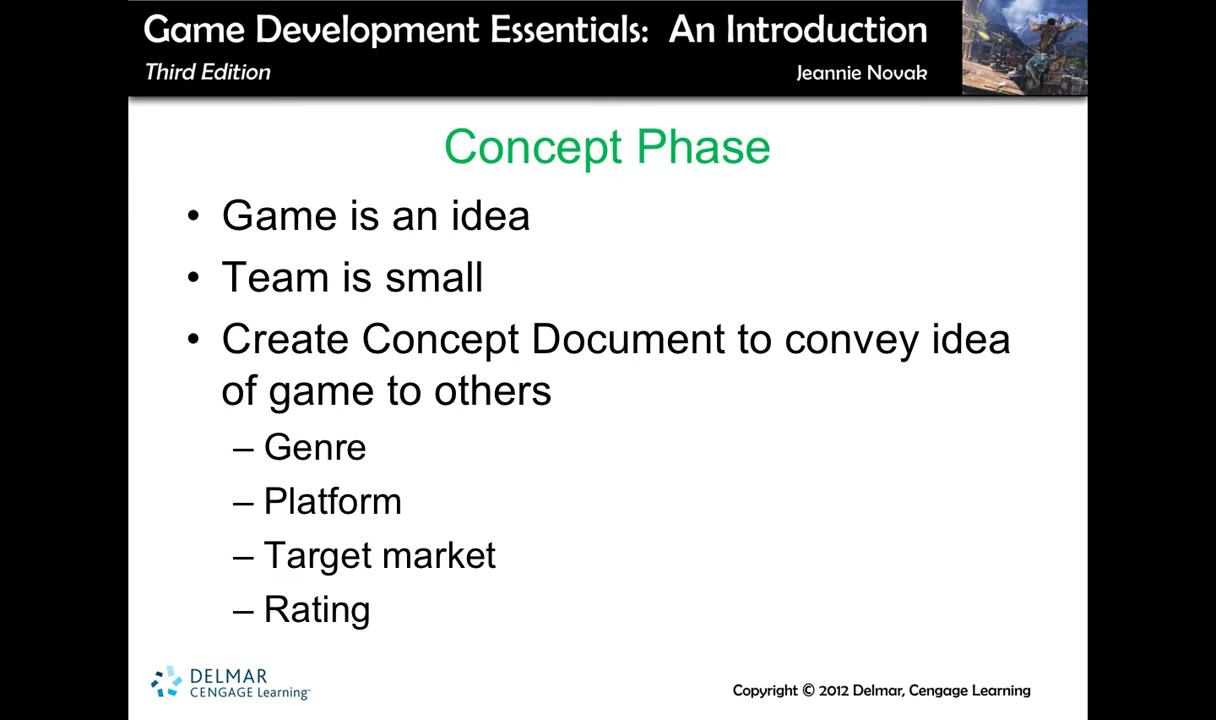 Game Development Essentials: An Introduction
Third Edition
Jeannie Novak
Concept Phase
• Game is an idea
• Team is small
• Create Concept Document to convey idea
of game to others
– Genre
– Platform
– Target market
– Rating
DELMAR
CENGAGE Learning™
Copyright © 2012 Delmar, Cengage Learning